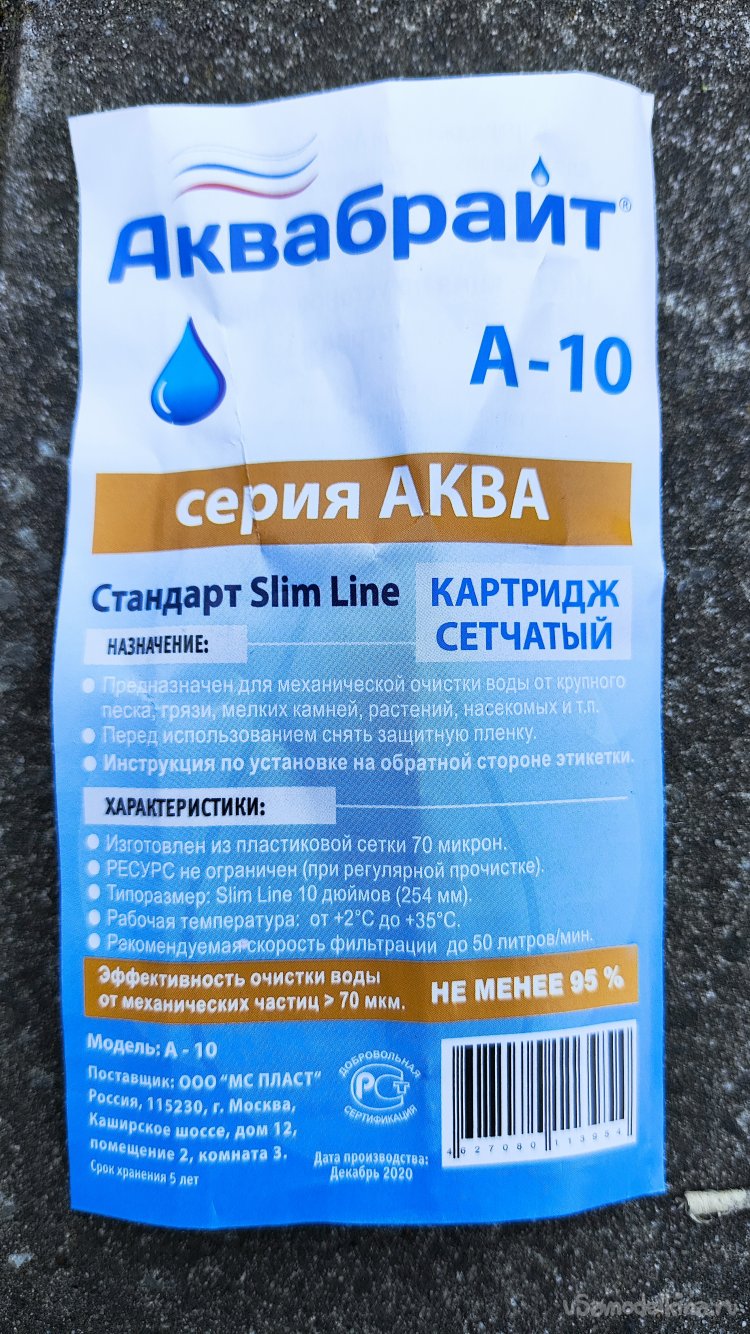 Аквабрайт®
А-10
серия АКВА
Стандарт Slim Line
КАРТРИДЖ
СЕТЧАТЫЙ
НАЗНАЧЕНИЕ:
● Предназначен для механической очистки воды от крупного
песка, грязи, мелких камней, растений, насекомых и т.п.
● Перед использованием снять защитную пленку.
● Инструкция по установке на обратной стороне этикетки.
ХАРАКТЕРИСТИКИ:
● Изготовлен из пластиковой сетки 70 микрон.
● РЕСУРС не ограничен (при регулярной прочистке).
● Типоразмер: Slim Line 10 дюймов (254 мм).
● Рабочая температура: от +2°С до +35°С.
● Рекомендуемая скорость фильтрации до 50 литров/мин.
Эффективность очистки воды
от механических частиц > 70 мкм.
НЕ МЕНЕЕ 95 %
Модель: А - 10
Поставщик: ООО "МС ПЛАСТ"
Россия, 115230, г. Москва,
Каширское шоссе, дом 12,
помещение 2, комната 3.
Срок хранения 5 лет
ДОБРОВОЛЬНАЯ
РСТ
СЕРТИФИКАЦИЯ
Дата производства:
Декабрь 2020
4 627080 113954
usamodelkina.ru